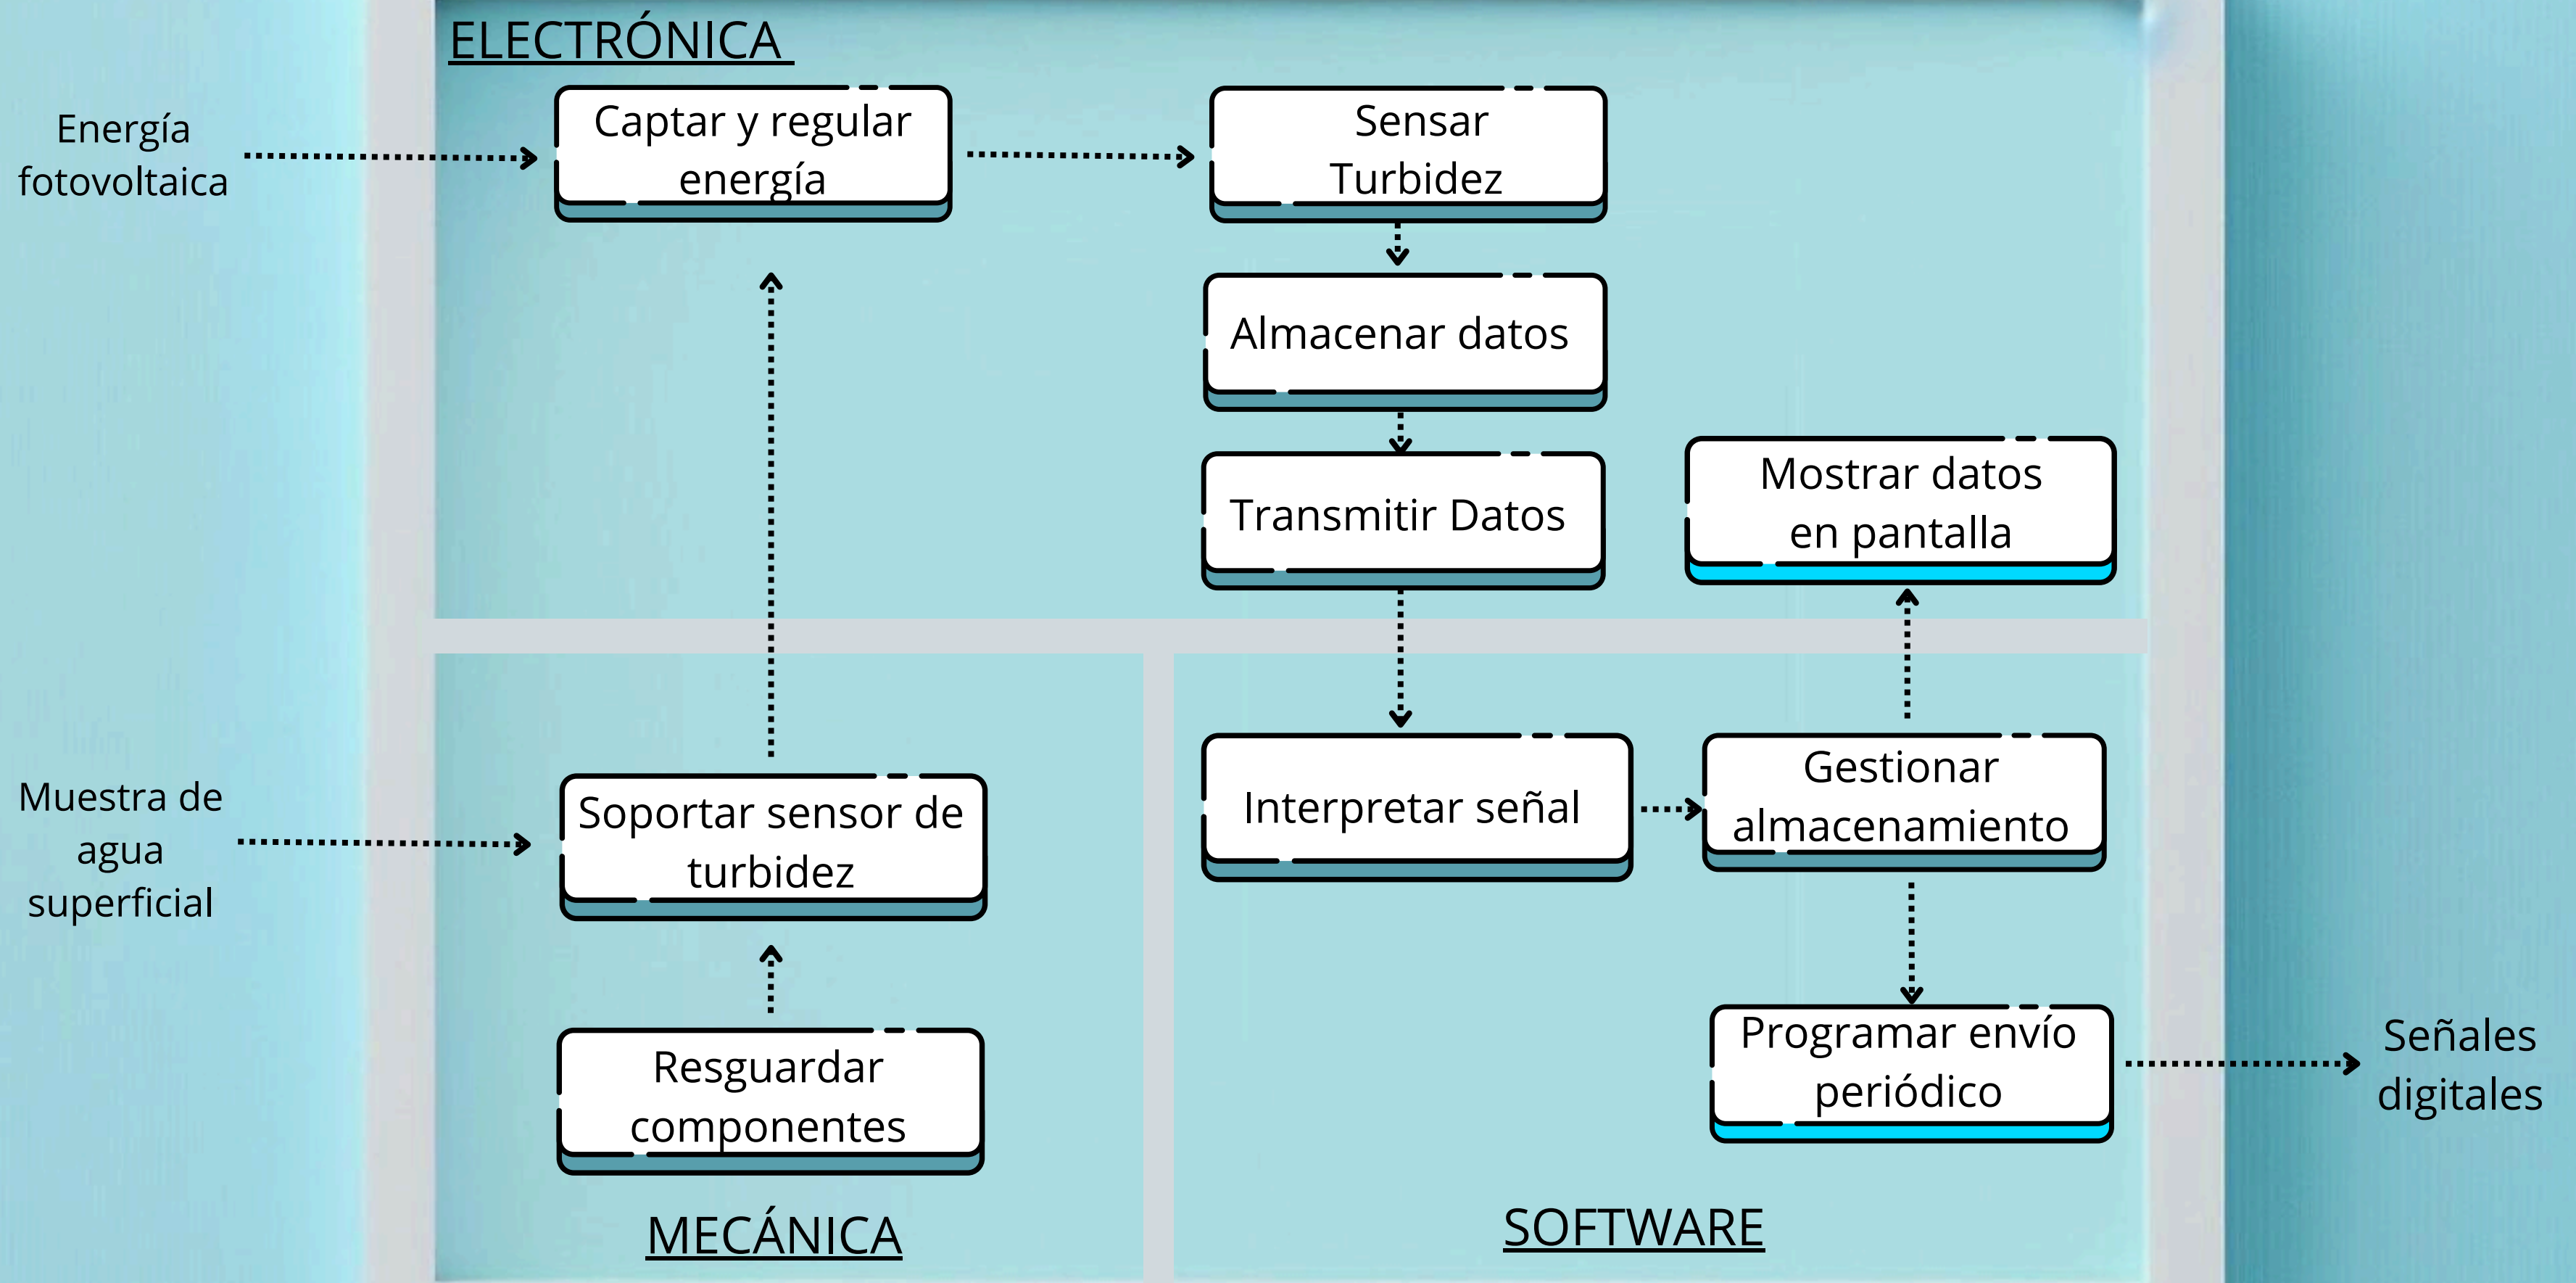 ELECTRÓNICA
Energía
fotovoltaica
Captar y regular
energía
Sensar
Turbidez
Almacenar datos
Transmitir Datos
Mostrar datos
en pantalla
Muestra de
agua
superficial
Soportar sensor de
turbidez
Resguardar
componentes
MECÁNICA
Interpretar señal
Gestionar
almacenamiento
Programar envío
periódico
SOFTWARE
Señales
digitales